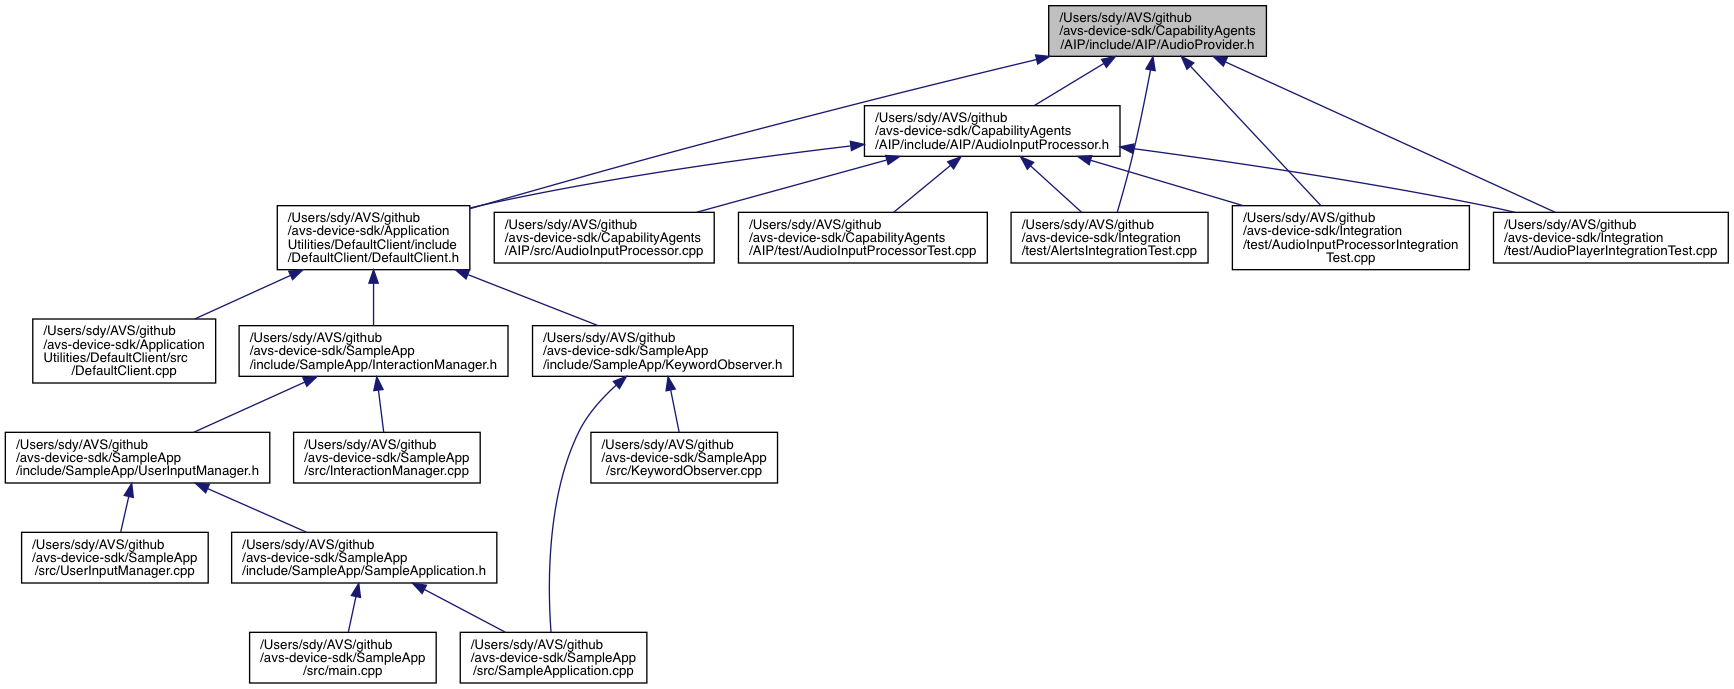 /Users/sdy/AVS/github
/avs-device-sdk/CapabilityAgents
/AIP/include/AIP/AudioProvider.h
/Users/sdy/AVS/github
/avs-device-sdk/CapabilityAgents
/AIP/include/AIP/AudioInputProcessor.h
/Users/sdy/AVS/github
/avs-device-sdk/Application
Utilities/DefaultClient/include
/DefaultClient/DefaultClient.h
/Users/sdy/AVS/github
/avs-device-sdk/CapabilityAgents
/AIP/src/AudioInputProcessor.cpp
/Users/sdy/AVS/github
/avs-device-sdk/CapabilityAgents
/AIP/test/AudioInputProcessorTest.cpp
/Users/sdy/AVS/github
/avs-device-sdk/Integration
/test/AlertsIntegrationTest.cpp
/Users/sdy/AVS/github
/avs-device-sdk/Integration
/test/AudioInputProcessorIntegration
Test.cpp
/Users/sdy/AVS/github
/avs-device-sdk/Integration
/test/AudioPlayerIntegrationTest.cpp
/Users/sdy/AVS/github
/avs-device-sdk/Application
Utilities/DefaultClient/src
/DefaultClient.cpp
/Users/sdy/AVS/github
/avs-device-sdk/SampleApp
/include/SampleApp/InteractionManager.h
/Users/sdy/AVS/github
/avs-device-sdk/SampleApp
/include/SampleApp/KeywordObserver.h
/Users/sdy/AVS/github
/avs-device-sdk/SampleApp
/include/SampleApp/UserInputManager.h
/Users/sdy/AVS/github
/avs-device-sdk/SampleApp
/src/InteractionManager.cpp
/Users/sdy/AVS/github
/avs-device-sdk/SampleApp
/src/KeywordObserver.cpp
/Users/sdy/AVS/github
/avs-device-sdk/SampleApp
/src/UserInputManager.cpp
/Users/sdy/AVS/github
/avs-device-sdk/SampleApp
/include/SampleApp/SampleApplication.h
/Users/sdy/AVS/github
/avs-device-sdk/SampleApp
/src/main.cpp
/Users/sdy/AVS/github
/avs-device-sdk/SampleApp
/src/SampleApplication.cpp